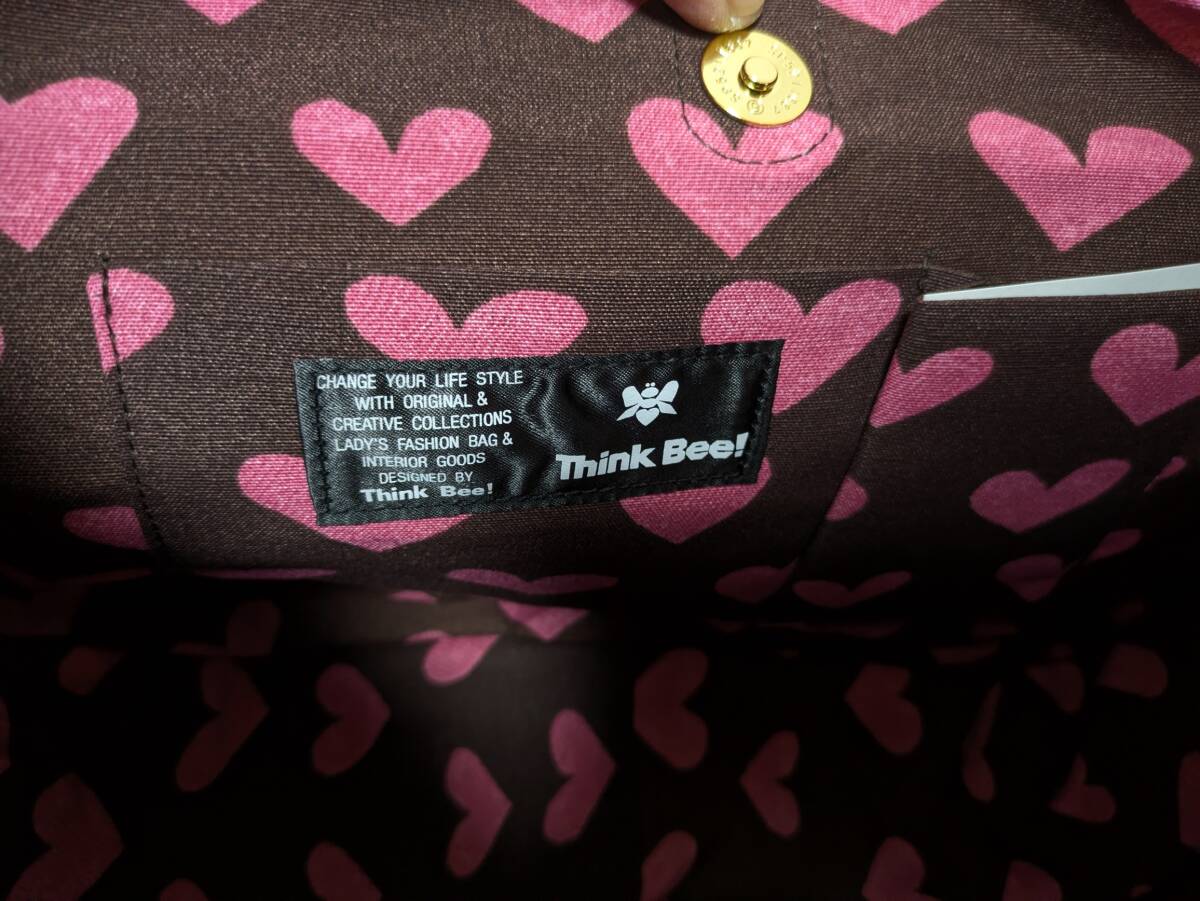 CHANGE YOUR LIFE STYLE
WITH ORIGINAL &
CREATIVE COLLECTIONS
LADY'S FASHION BAG &
INTERIOR GOODS
DESIGNED BY
Think Bee!
Think Bee!